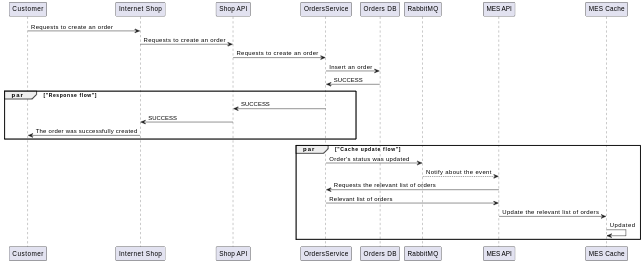 Customer Internet Shop Shop API OrdersService Orders DB RabbitMQ MES API MES Cache
Requests to create an order
Requests to create an order
Requests to create an order
Insert an order
SUCCESS
par ["Response flow"]
SUCCESS
SUCCESS
The order was successfully created
par ["Cache update flow"]
Order's status was updated
Notify about the event
Requests the relevant list of orders
Relevant list of orders
Update the relevant list of orders
Updated
Customer Internet Shop Shop API OrdersService Orders DB RabbitMQ MES API MES Cache